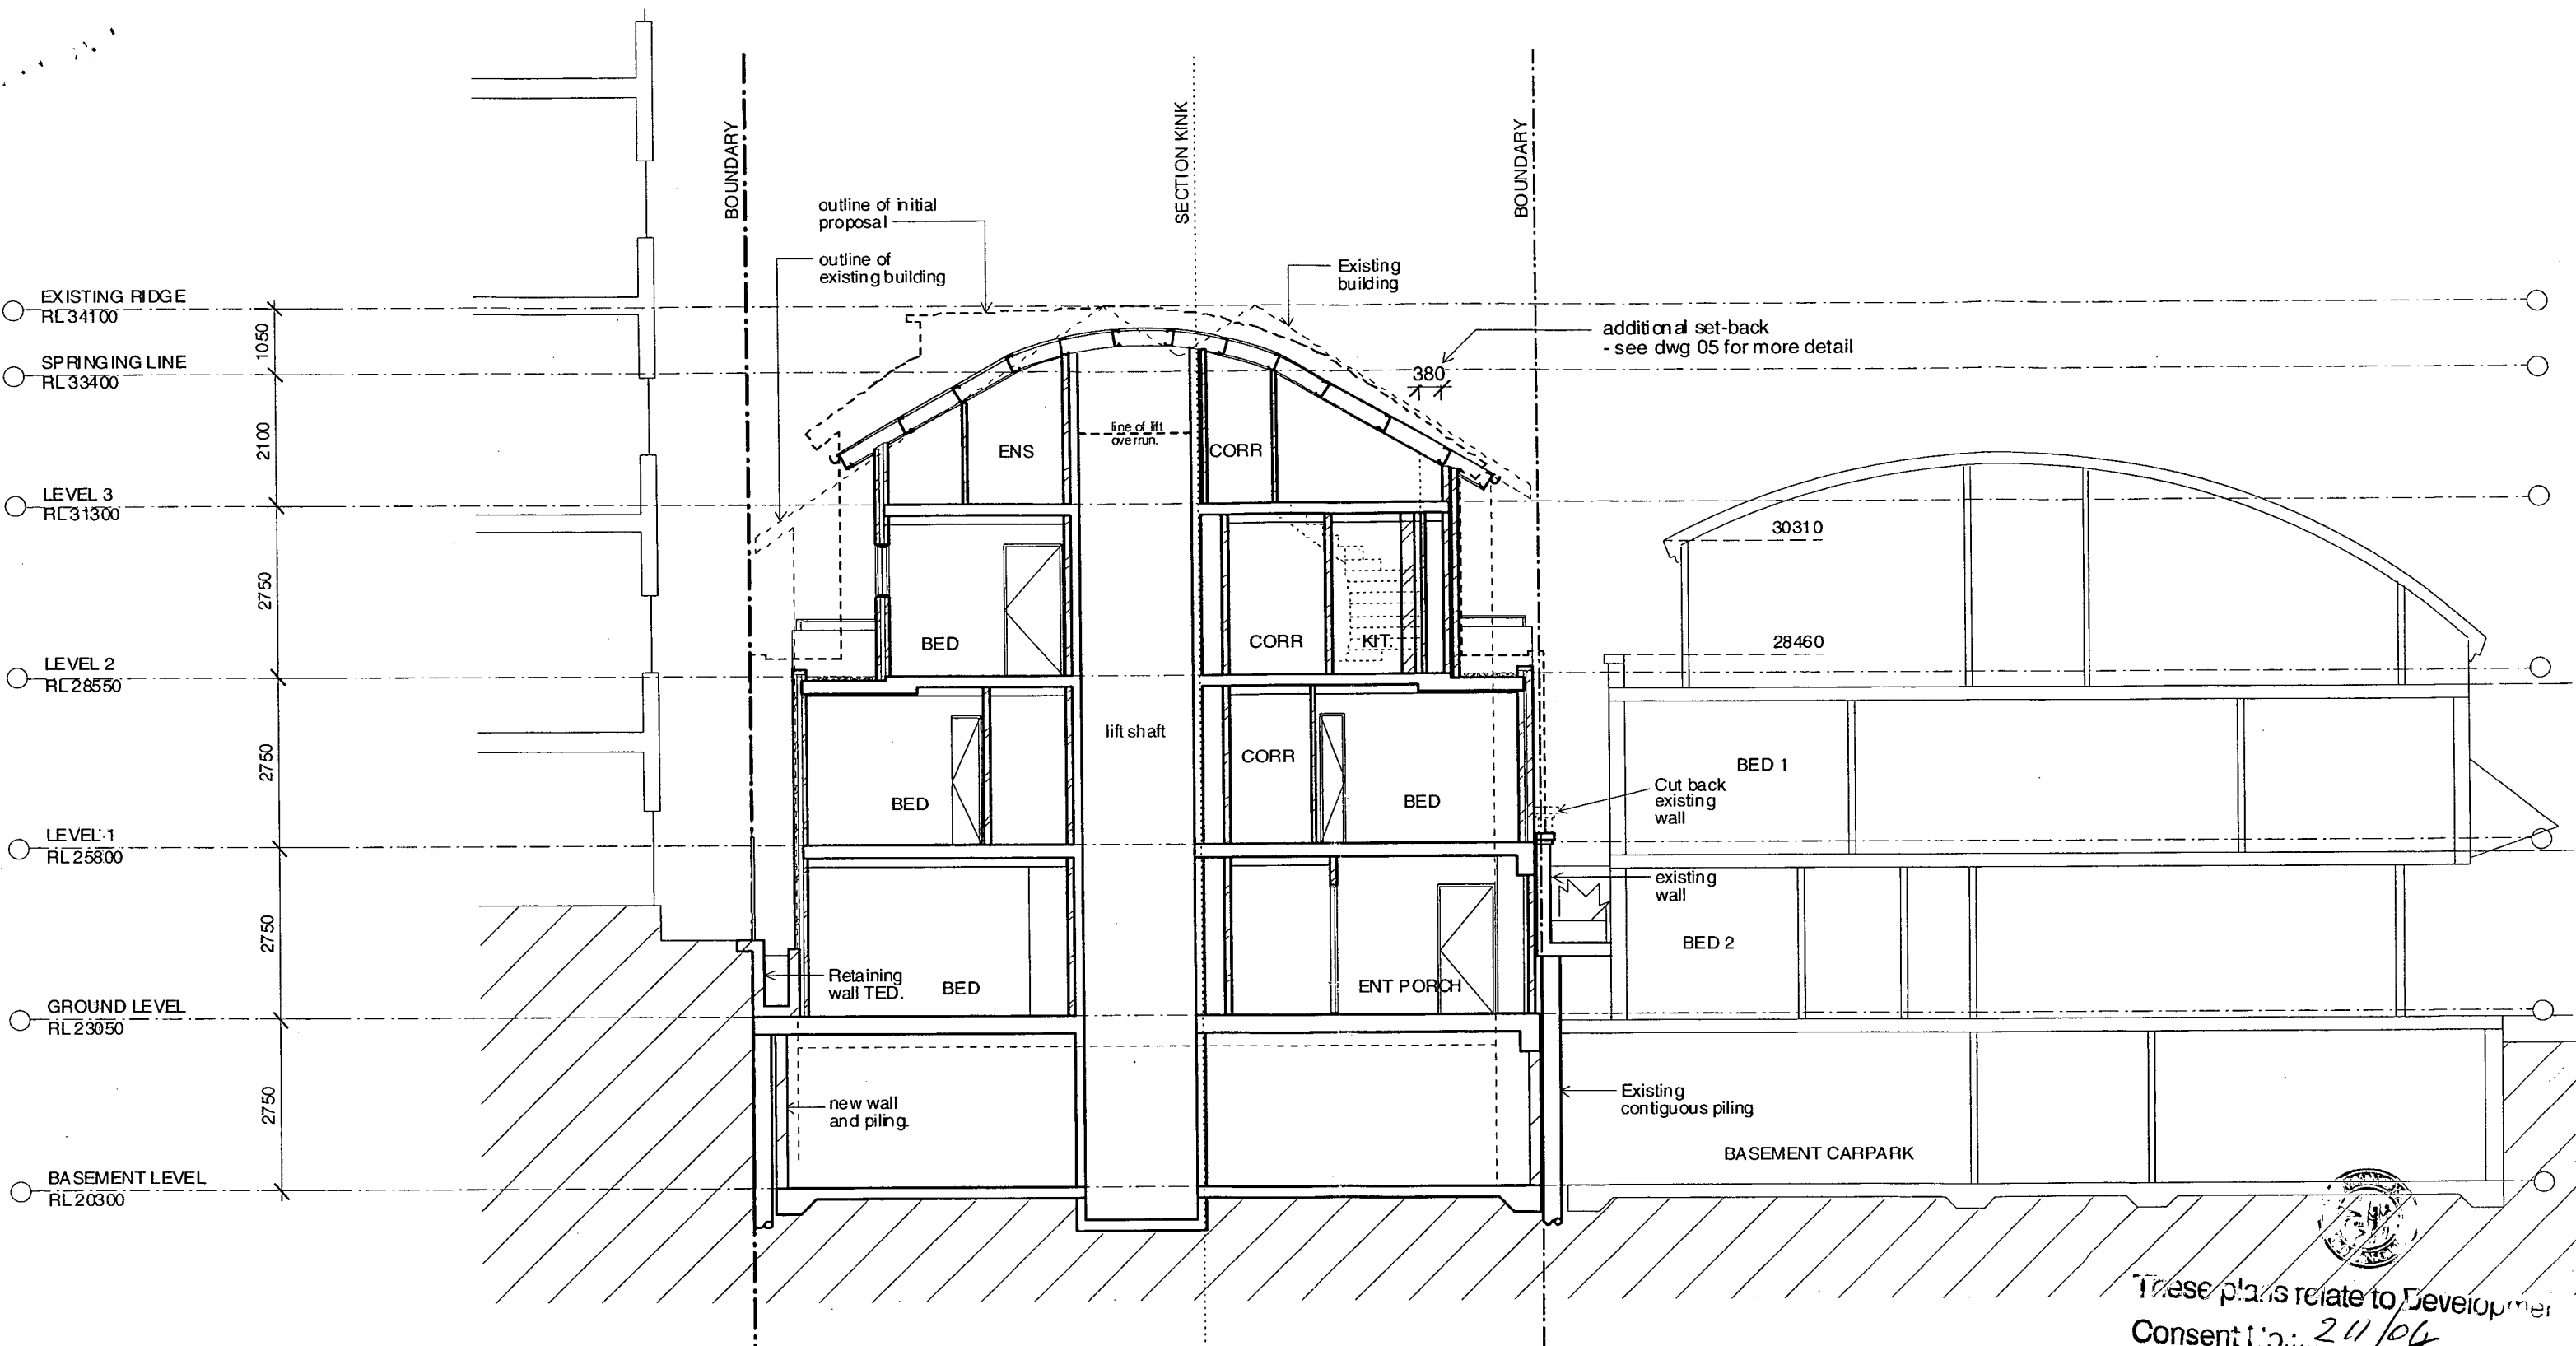 BOUNDARY
SECTION KINK
BOUNDARY
outline of initial
proposal
outline of
existing building
Existing
building
additional set-back
- see dwg 05 for more detail
380
EXISTING RIDGE
RL34100
1050
SPRINGING LINE
RL33400
2100
LEVEL 3
RL31300
2750
LEVEL 2
RL28550
2750
LEVEL 1
RL25800
2750
GROUND LEVEL
RL23050
2750
BASEMENT LEVEL
RL20300
ENS
line of lift
overrun.
CORR
BED
CORR
KIT.
lift shaft
BED
CORR
BED
BED
ENT PORCH
Retaining
wall TED.
new wall
and piling.
30310
28460
BED 1
Cut back
existing
wall
existing
wall
BED 2
Existing
contiguous piling
BASEMENT CARPARK
These plans relate to
Consent